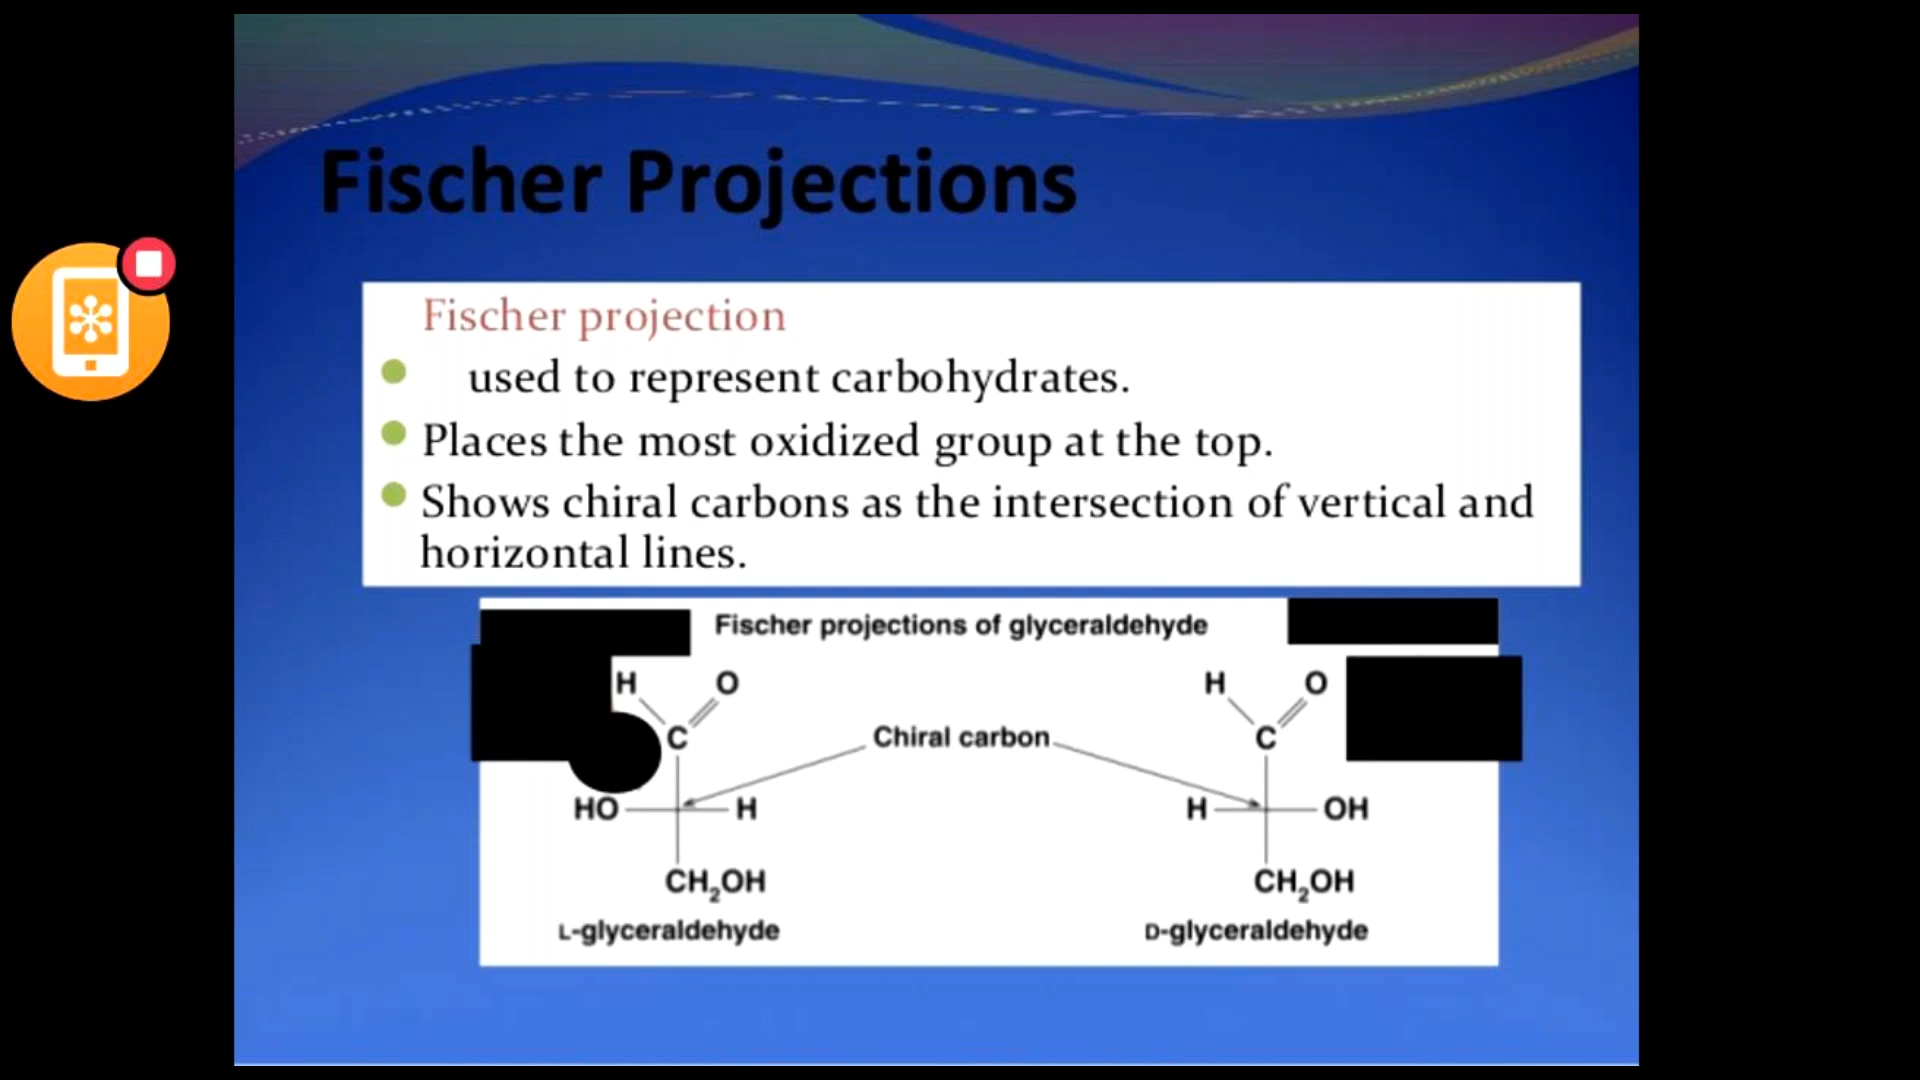 Fischer Projections
Fischer projection
used to represent carbohydrates.
Places the most oxidized group at the top.
Shows chiral carbons as the intersection of vertical and
horizontal lines.
Fischer projections of glyceraldehyde
H O H O
C Chiral carbon C
HO H H OH
CH₂OH CH₂OH
L-glyceraldehyde D-glyceraldehyde